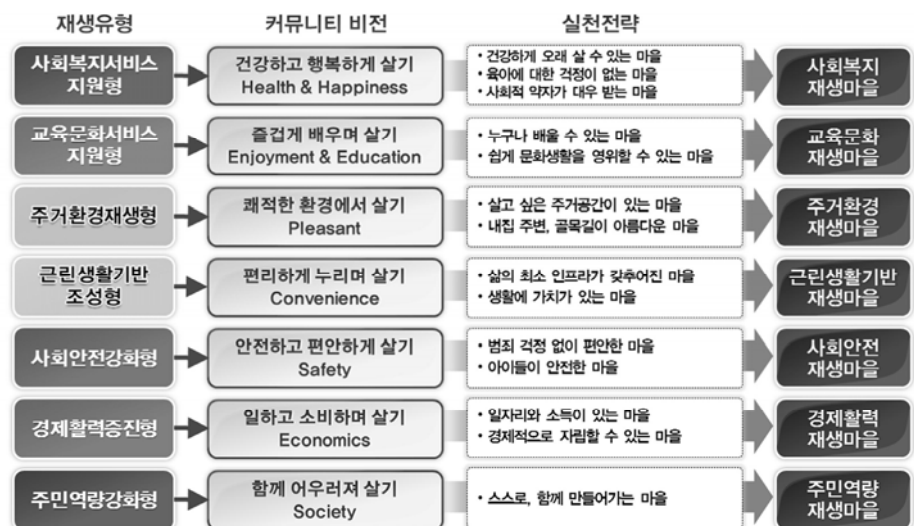 재생유형 커뮤니티 비전 실천전략
사회복지서비스
지원형
건강하고 행복하게 살기
Health & Happiness
• 건강하게 오래 살 수 있는 마을
• 육아에 대한 걱정이 없는 마을
• 사회적 약자가 대우 받는 마을
사회복지
재생마을
교육문화서비스
지원형
즐겁게 배우며 살기
Enjoyment & Education
• 누구나 배울 수 있는 마을
• 쉽게 문화생활을 영위할 수 있는 마을
교육문화
재생마을
주거환경재생형
쾌적한 환경에서 살기
Pleasant
• 살고 싶은 주거공간이 있는 마을
• 내집 주변, 골목길이 아름다운 마을
주거환경
재생마을
근린생활기반
조성형
편리하게 누리며 살기
Convenience
• 삶의 최소 인프라가 갖추어진 마을
• 생활에 가치가 있는 마을
근린생활기반
재생마을
사회안전강화형
안전하고 편안하게 살기
Safety
• 범죄 걱정 없이 편안한 마을
• 아이들이 안전한 마을
사회안전
재생마을
경제활력증진형
일하고 소비하며 살기
Economics
• 일자리와 소득이 있는 마을
• 경제적으로 자립할 수 있는 마을
경제활력
재생마을
주민역량강화형
함께 어우러져 살기
Society
• 스스로, 함께 만들어가는 마을
주민역량
재생마을